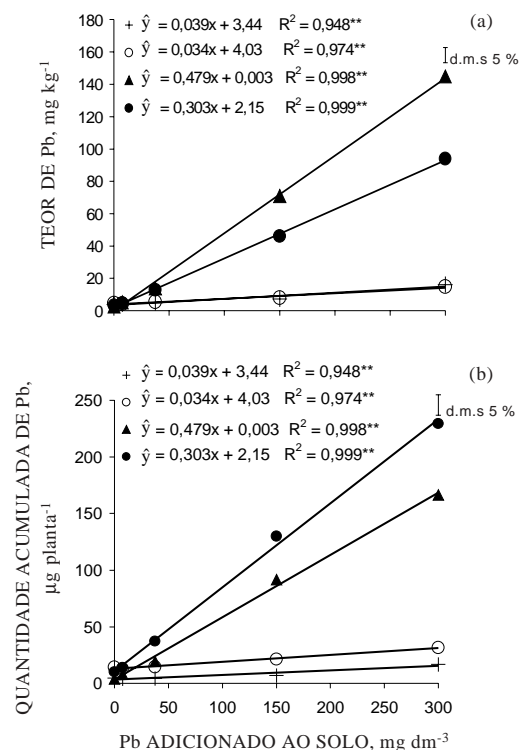 (a)
+ ŷ = 0,039x + 3,44 R² = 0,948**
○ ŷ = 0,034x + 4,03 R² = 0,974**
▲ ŷ = 0,479x + 0,003 R² = 0,998**
● ŷ = 0,303x + 2,15 R² = 0,999**
d.m.s 5 %
TEOR DE Pb, mg kg⁻¹
180
160
140
120
100
80
60
40
20
0
(b)
+ ŷ = 0,039x + 3,44 R² = 0,948**
○ ŷ = 0,034x + 4,03 R² = 0,974**
▲ ŷ = 0,479x + 0,003 R² = 0,998**
● ŷ = 0,303x + 2,15 R² = 0,999**
d.m.s 5 %
QUANTIDADE ACUMULADA DE Pb,
µg planta⁻¹
250
200
150
100
50
0
0 50 100 150 200 250 300
Pb ADICIONADO AO SOLO, mg dm⁻³